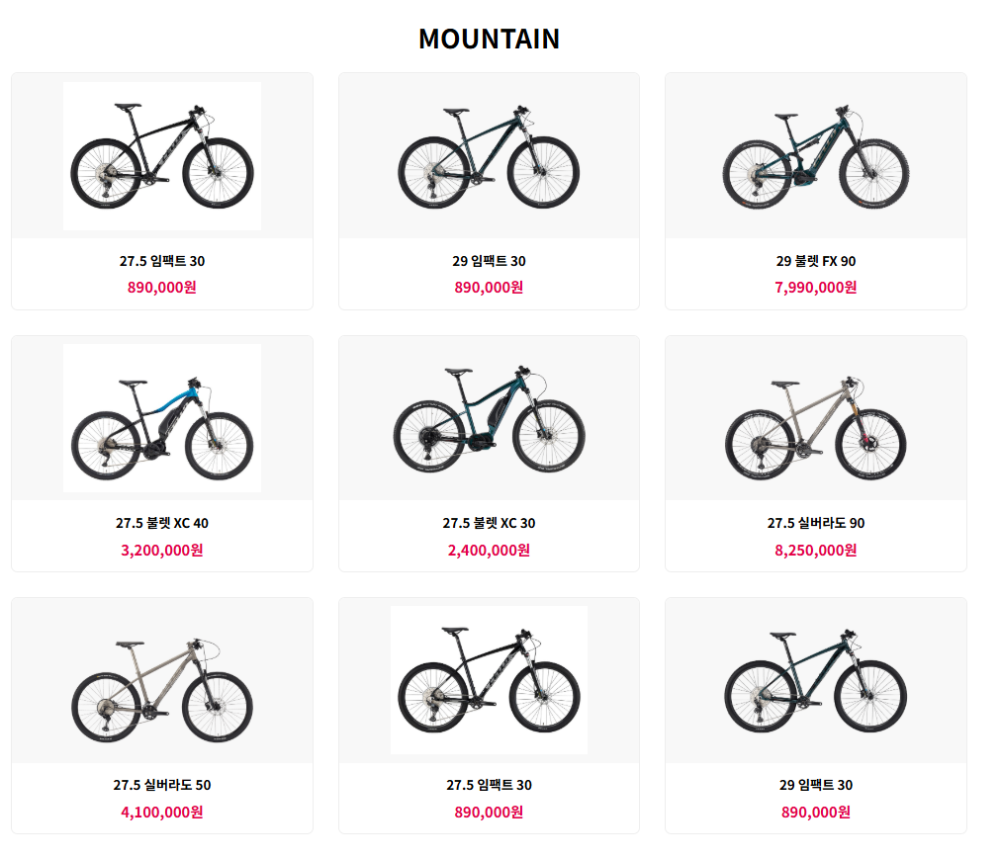 MOUNTAIN
27.5 임팩트 30
890,000원
29 임팩트 30
890,000원
29 불렛 FX 90
7,990,000원
27.5 불렛 XC 40
3,200,000원
27.5 불렛 XC 30
2,400,000원
27.5 실버라도 90
8,250,000원
27.5 실버라도 50
4,100,000원
27.5 임팩트 30
890,000원
29 임팩트 30
890,000원